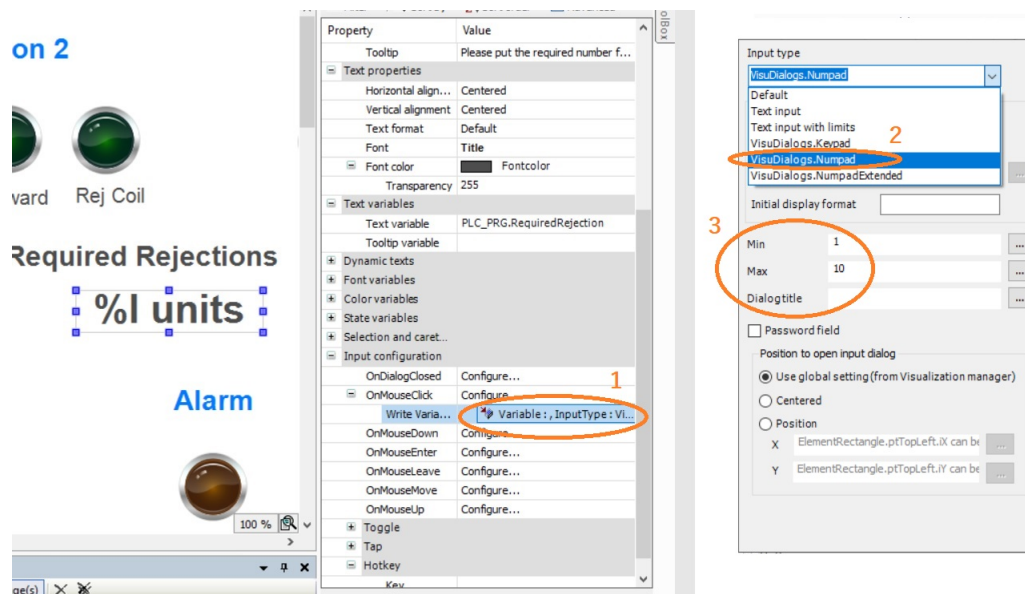 on 2
ward
Rej Coil
Required Rejections
%I units
Alarm
100 %
ge(s)
Property Value
Tooltip Please put the required number f...
Text properties
Horizontal align... Centered
Vertical alignment Centered
Text format Default
Font Title
Font color Fontcolor
Transparency 255
Text variables
Text variable PLC_PRG.RequiredRejection
Tooltip variable
Dynamic texts
Font variables
Color variables
State variables
Selection and caret...
Input configuration
OnDialogClosed Configure...
1
OnMouseClick Configure...
Write Varia... Variable : , InputType : Vi...
OnMouseDown Configure...
OnMouseEnter Configure...
OnMouseLeave Configure...
OnMouseMove Configure...
OnMouseUp Configure...
Toggle
Tap
Hotkey
Key
olBox
Input type
VisuDialogs.Numpad
Default
Text input
Text input with limits
2
VisuDialogs.Keypad
VisuDialogs.Numpad
VisuDialogs.NumpadExtended
Initial display format
3
Min 1 ...
Max 10 ...
Dialogtitle ...
Password field
Position to open input dialog
Use global setting(from Visualization manager)
Centered
Position
X ElementRectangle.ptTopLeft.iX can be ...
Y ElementRectangle.ptTopLeft.iY can be ...